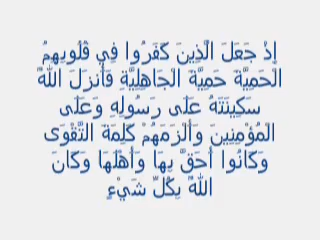 إِذْ جَعَلَ الَّذِينَ كَفَرُوا فِي قُلُوبِهِمُ
الْحَمِيَّةَ حَمِيَّةَ الْجَاهِلِيَّةِ فَأَنزَلَ اللَّهُ
سَكِينَتَهُ عَلَى رَسُولِهِ وَعَلَى
الْمُؤْمِنِينَ وَأَلْزَمَهُمْ كَلِمَةَ التَّقْوَى
وَكَانُوا أَحَقَّ بِهَا وَأَهْلَهَا وَكَانَ
اللَّهُ بِكُلِّ شَيْءٍ